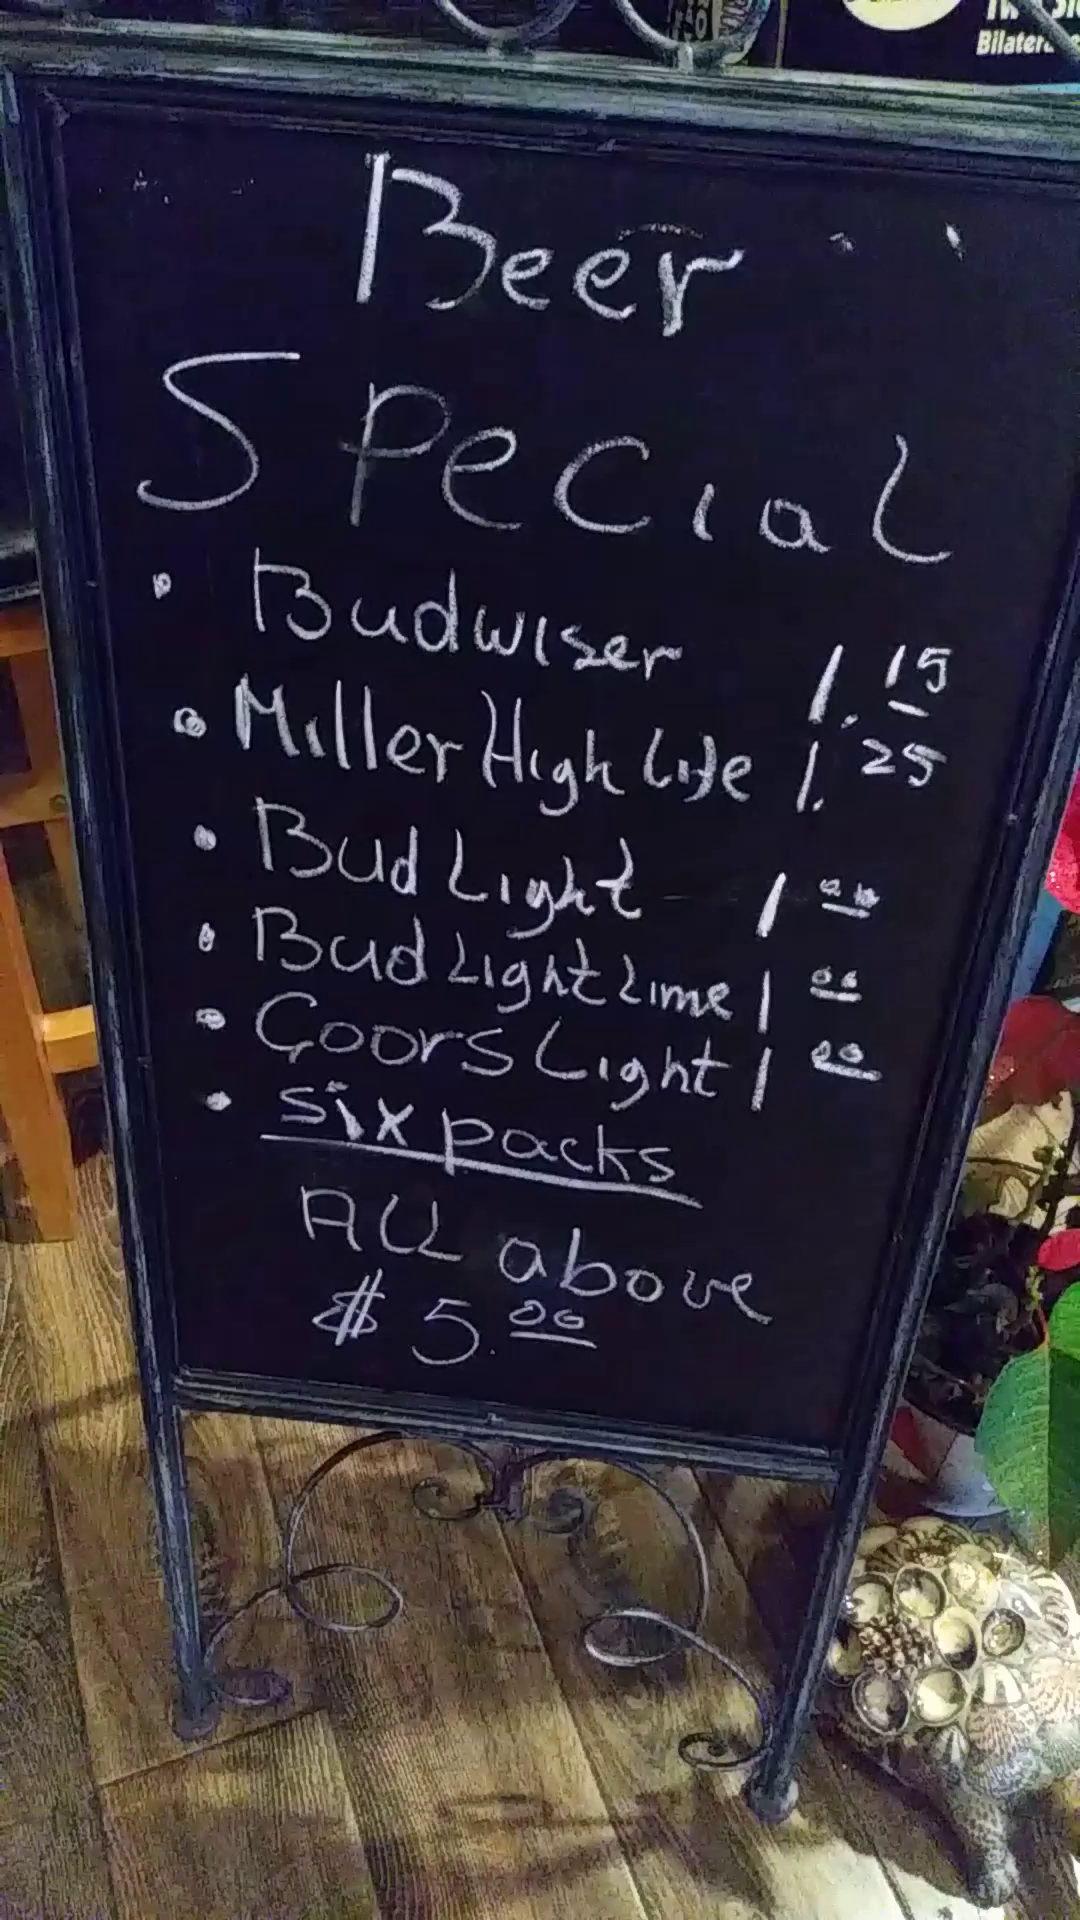 Beer
Special
• Budwiser 1.15
• Miller High Life 1.25
• Bud Light 1 00
• Bud Light Lime 1 00
• Coors Light 1 00
• six packs
All above
$5.00